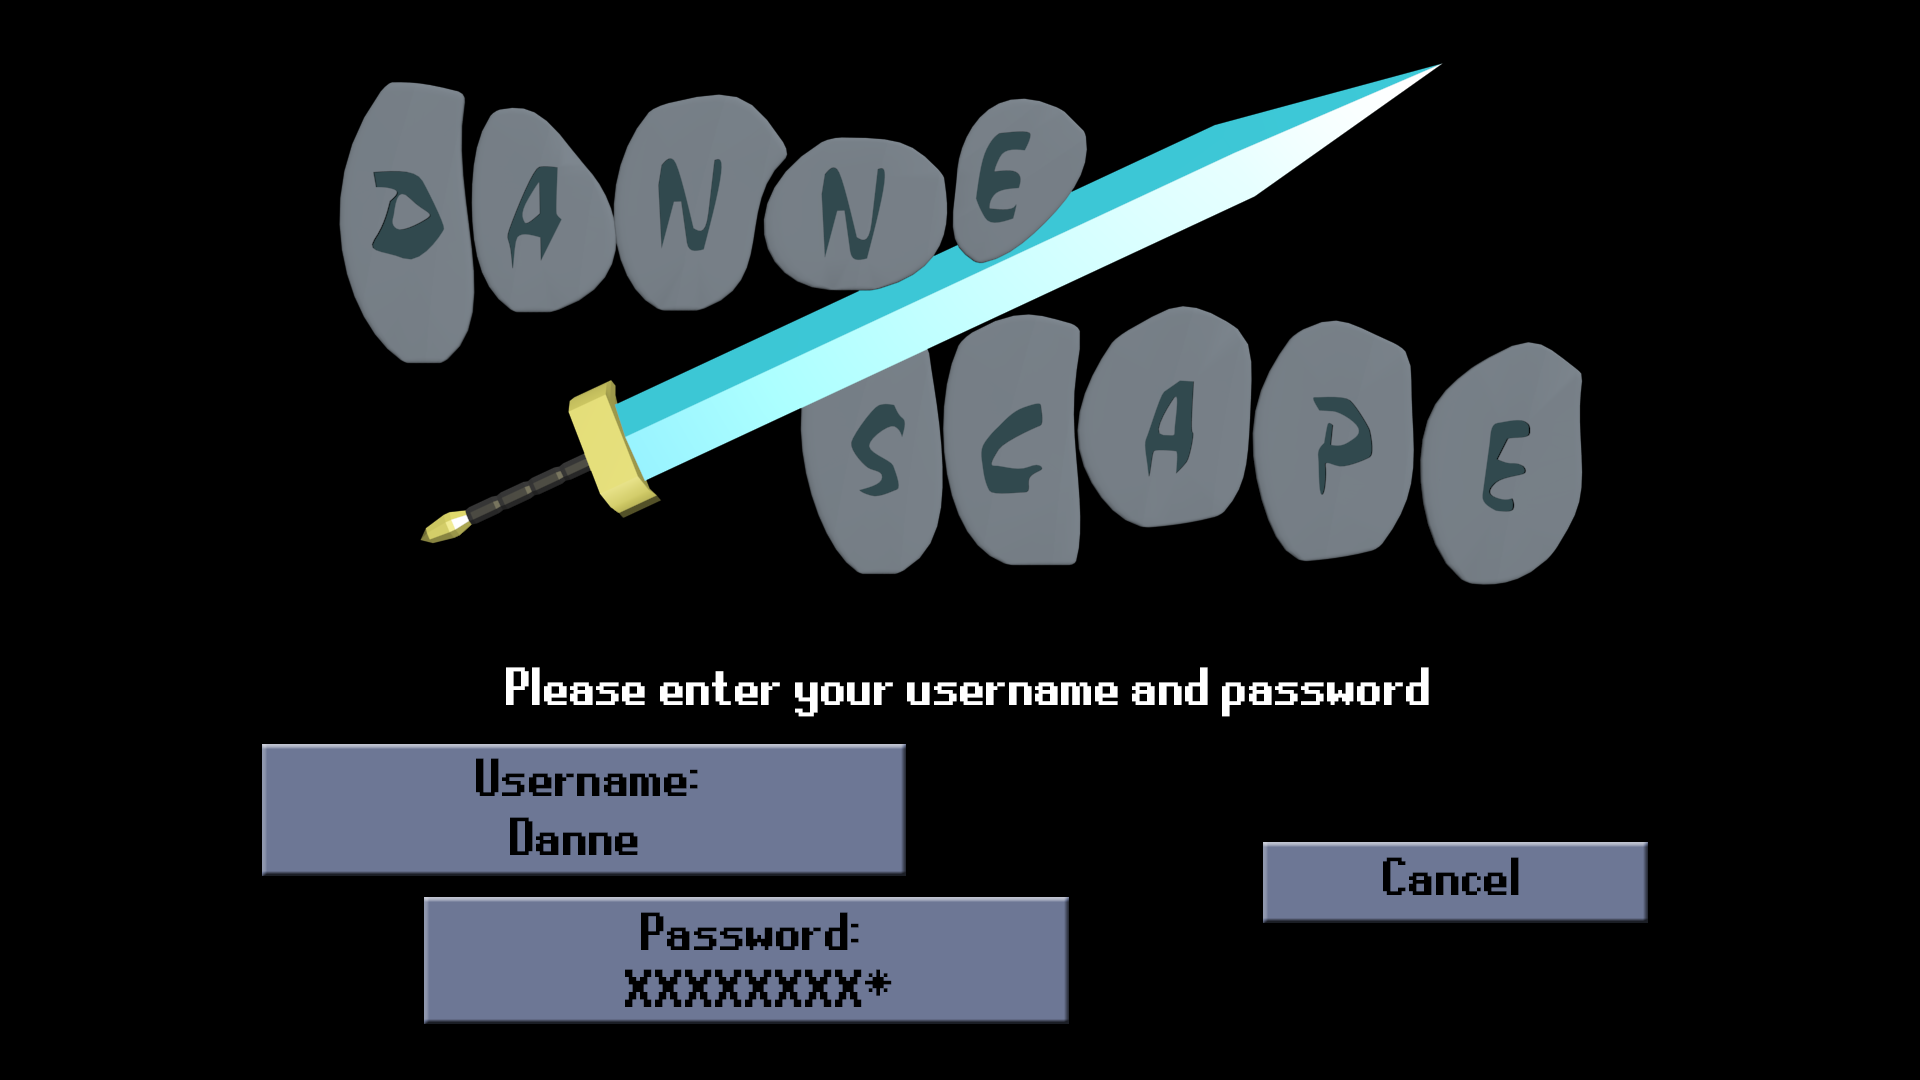 DANNE
SCAPE
Please enter your username and password
Username:
Danne
Password:
XXXXXXXX*
Cancel